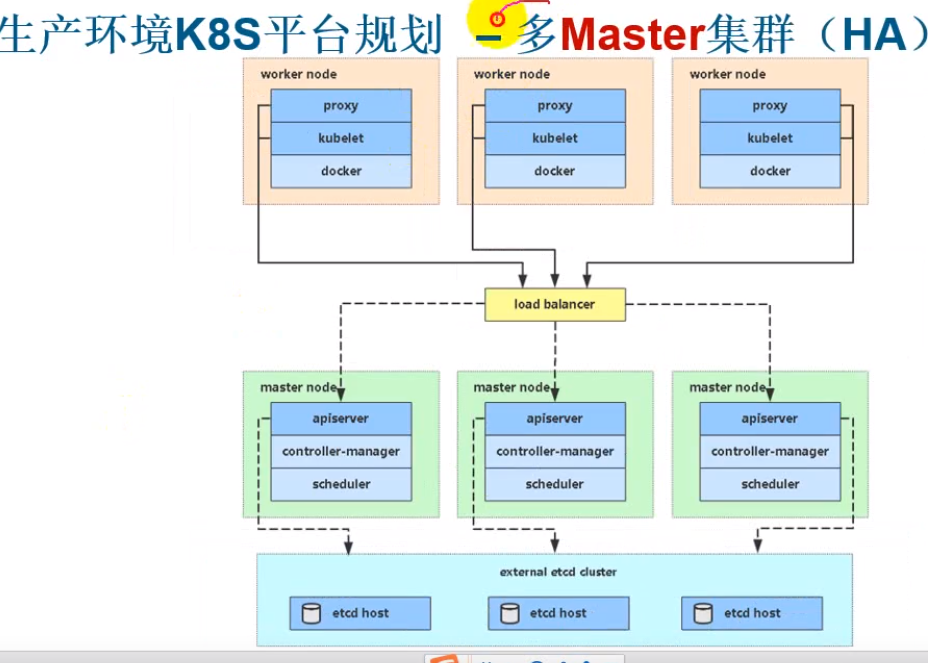 生产环境K8S平台规划 – 多Master集群（HA）
worker node
proxy
kubelet
docker
worker node
proxy
kubelet
docker
worker node
proxy
kubelet
docker
load balancer
master node
apiserver
controller-manager
scheduler
master node
apiserver
controller-manager
scheduler
master node
apiserver
controller-manager
scheduler
external etcd cluster
etcd host
etcd host
etcd host